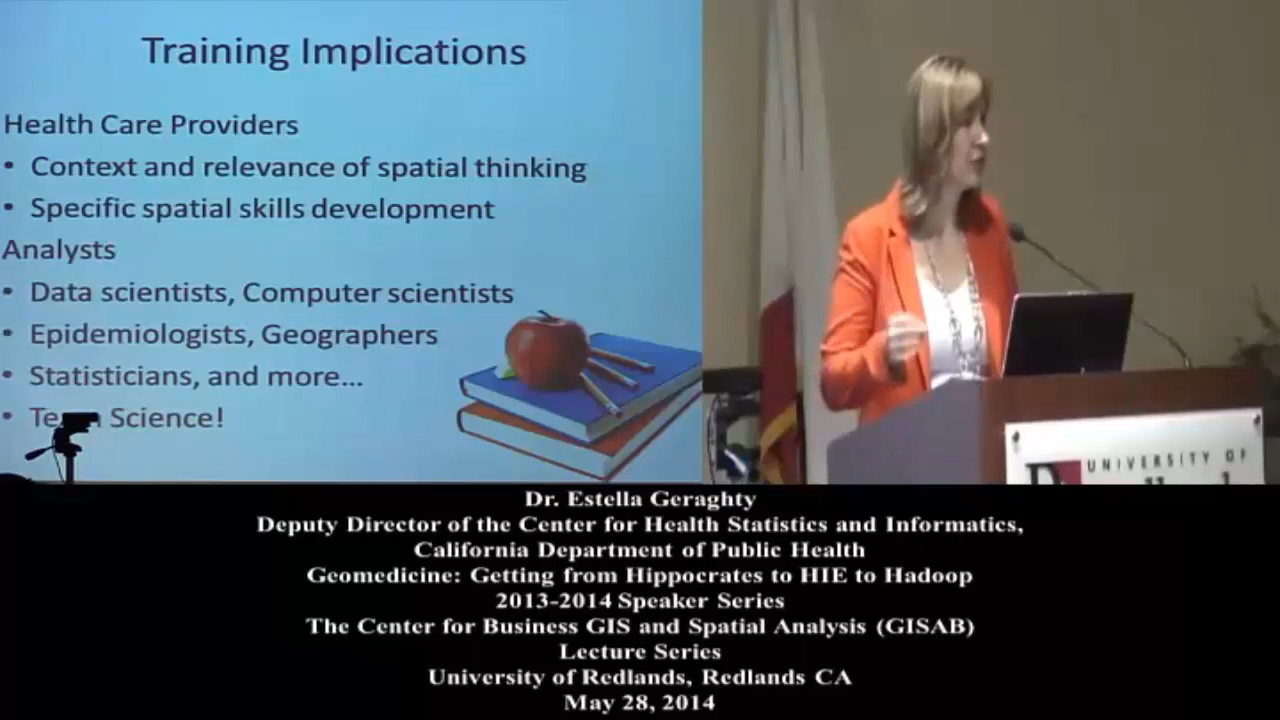 Training Implications
Health Care Providers
• Context and relevance of spatial thinking
• Specific spatial skills development
Analysts
• Data scientists, Computer scientists
• Epidemiologists, Geographers
• Statisticians, and more...
• Science!
UNIVERSITY OF
Dr. Estella Geraghty
Deputy Director of the Center for Health Statistics and Informatics,
California Department of Public Health
Geomedicine: Getting from Hippocrates to HIE to Hadoop
2013-2014 Speaker Series
The Center for Business GIS and Spatial Analysis (GISAB)
Lecture Series
University of Redlands, Redlands CA
May 28, 2014